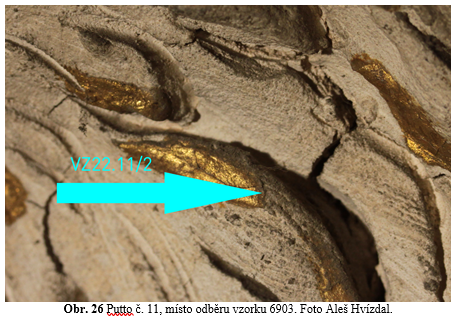 VZ22 11/2
Obr. 26 Putto č. 11, místo odběru vzorku 6903. Foto Aleš Hvízdal.